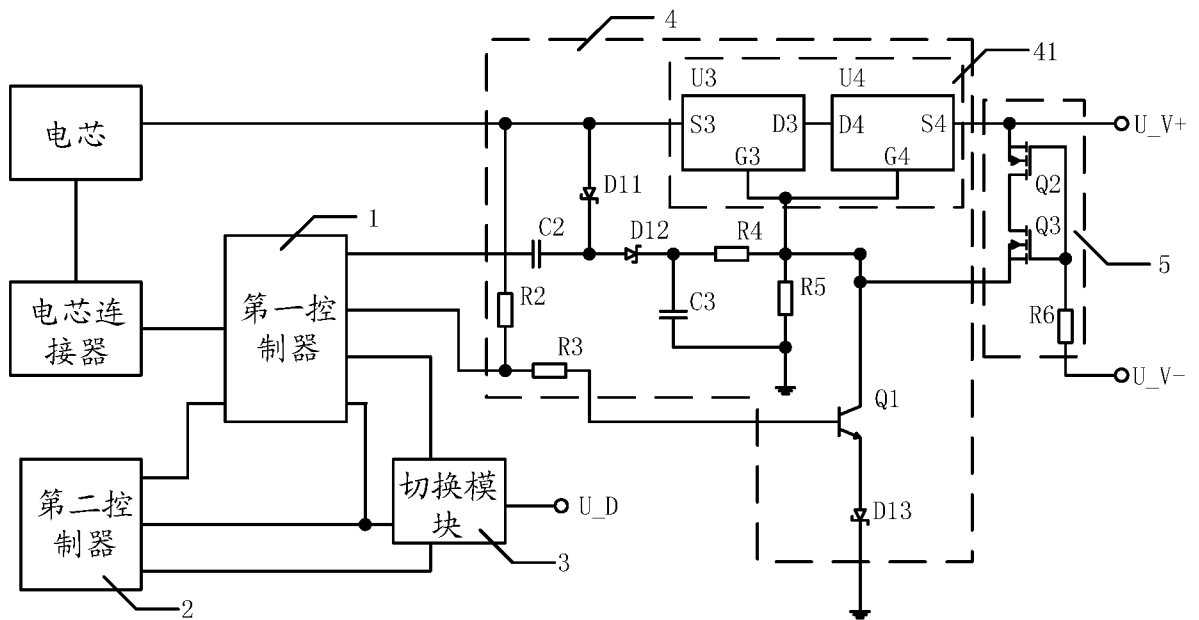 4
41
U3
U4
电芯
S3
D3
D4
S4
U_V+
G3
G4
Q2
D11
1
C2
D12
R4
Q3
5
电芯连
接器
第一控
制器
R2
C3
R5
R6
R3
U_V-
Q1
第二控
制器
切换模
块
U_D
D13
3
2